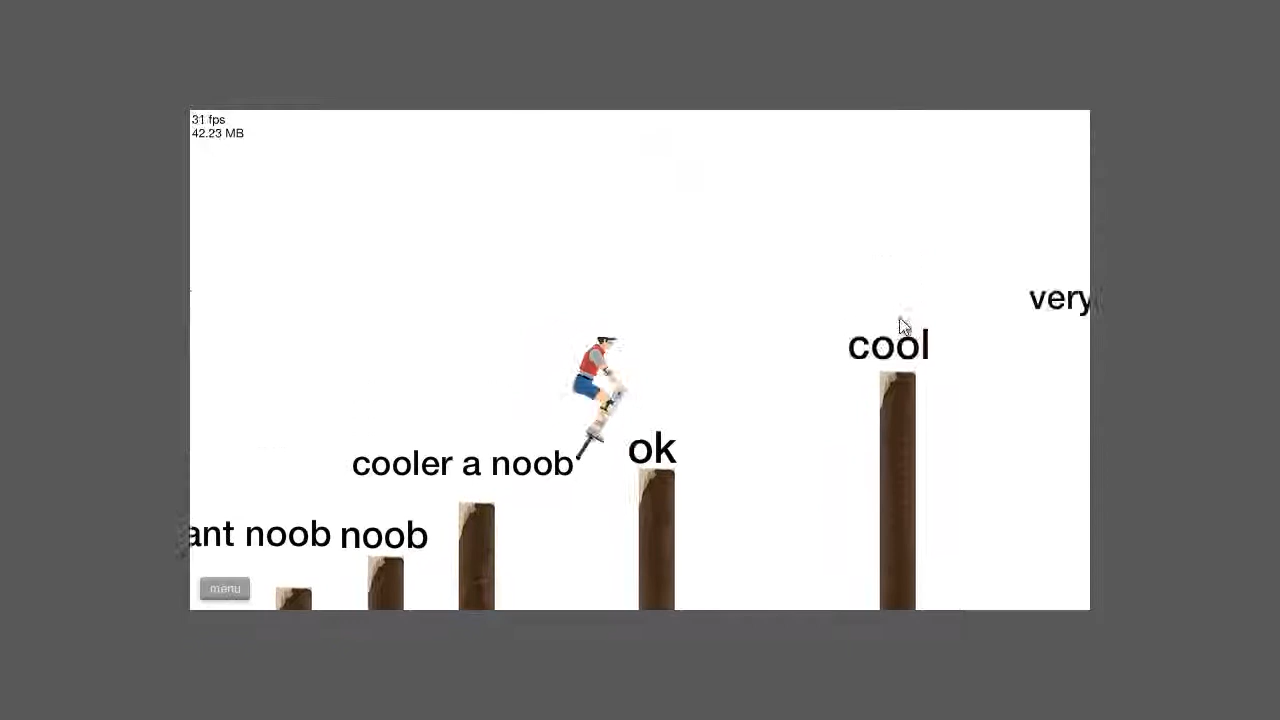 31 fps
42.23 MB
very
cool
ok
cooler a noob
ant noob
noob
menu